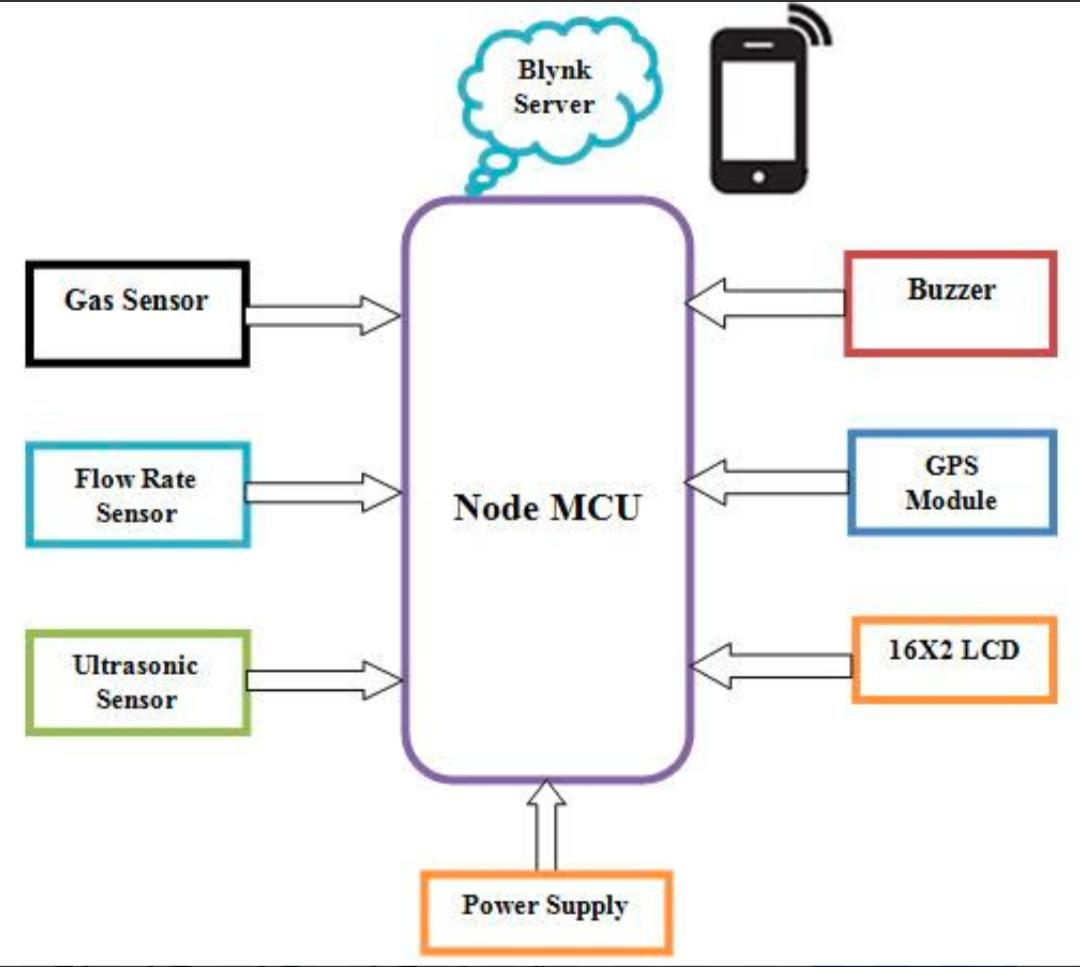 Blynk
Server
Gas Sensor
Buzzer
Flow Rate
Sensor
GPS
Module
Node MCU
Ultrasonic
Sensor
16X2 LCD
Power Supply